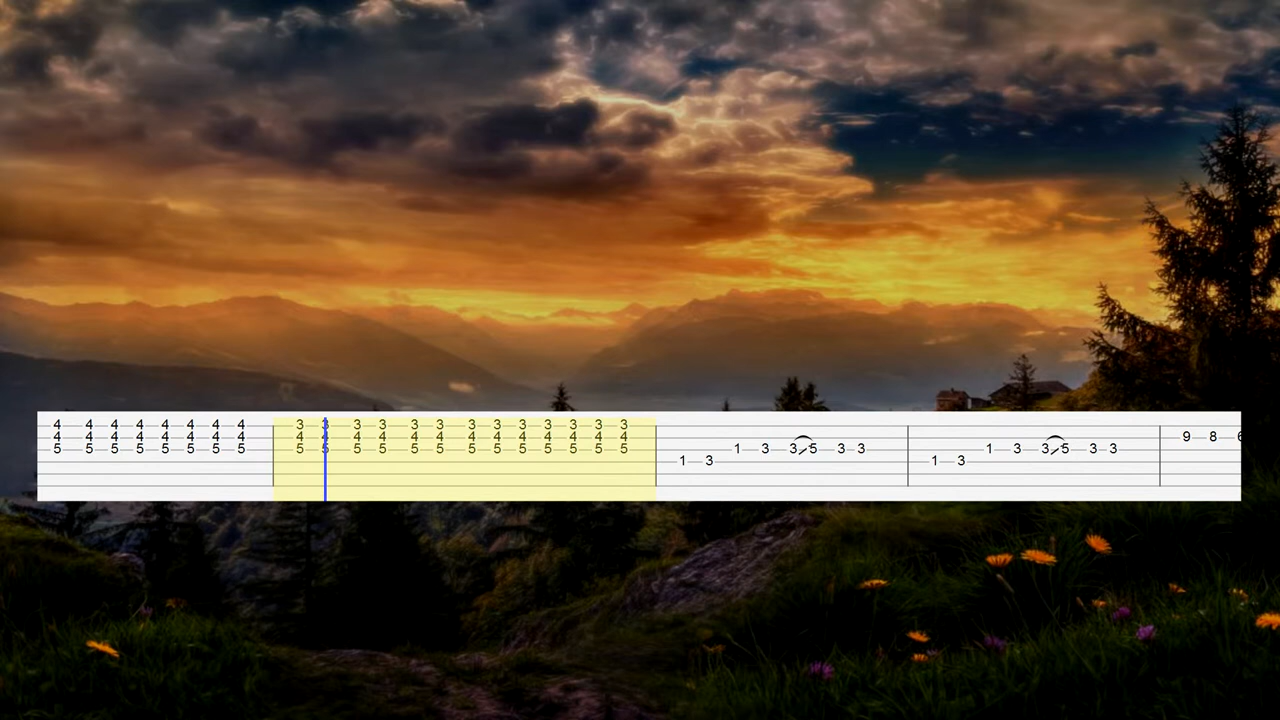 4 4 4 4 4 4 4 4 3 3 3 3 3 3 3 3 3 3 3 3 3
4 4 4 4 4 4 4 4 4 4 4 4 4 4 4 4 4 4 4 4 4 9 8
5 5 5 5 5 5 5 5 5 5 5 5 5 5 5 5 5 5 5 5 5 1 3 3 5 3 3 1 3 3 5 3 3
1 3 1 3